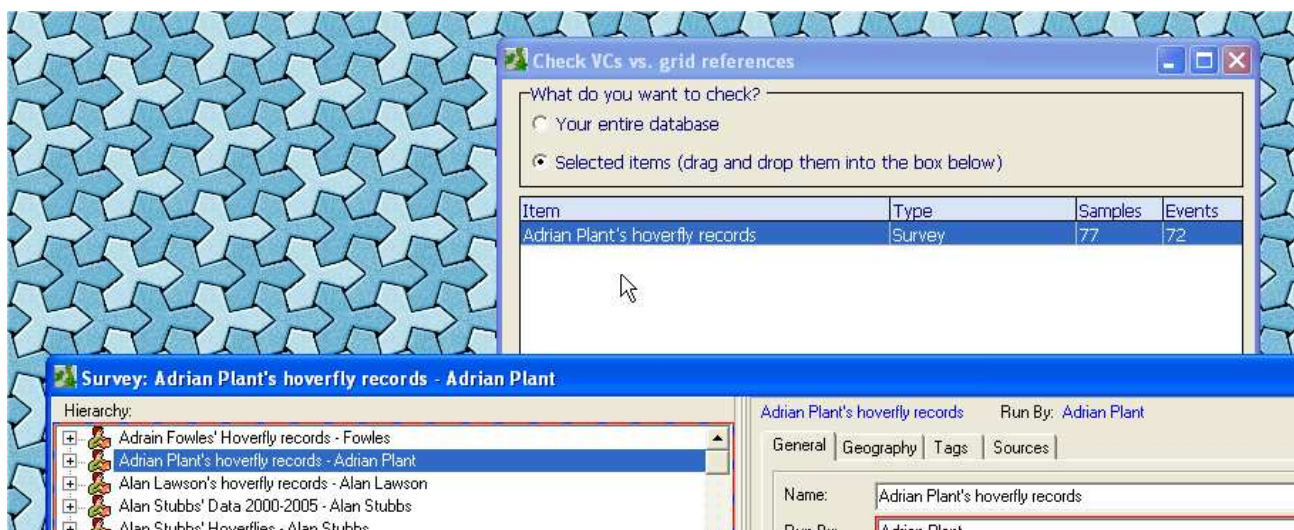 Check VCs vs. grid references
What do you want to check?
Your entire database
Selected items (drag and drop them into the box below)
Item Type Samples Events
Adrian Plant's hoverfly records Survey 77 72
Survey: Adrian Plant's hoverfly records - Adrian Plant
Hierarchy:
Adrain Fowles' Hoverfly records - Fowles
Adrian Plant's hoverfly records - Adrian Plant
Alan Lawson's hoverfly records - Alan Lawson
Alan Stubbs' Data 2000-2005 - Alan Stubbs
Alan Stubbs' Hoverflies - Alan Stubbs
Adrian Plant's hoverfly records Run By: Adrian Plant
General Geography Tags Sources
Name: Adrian Plant's hoverfly records
Run By: Adrian Plant